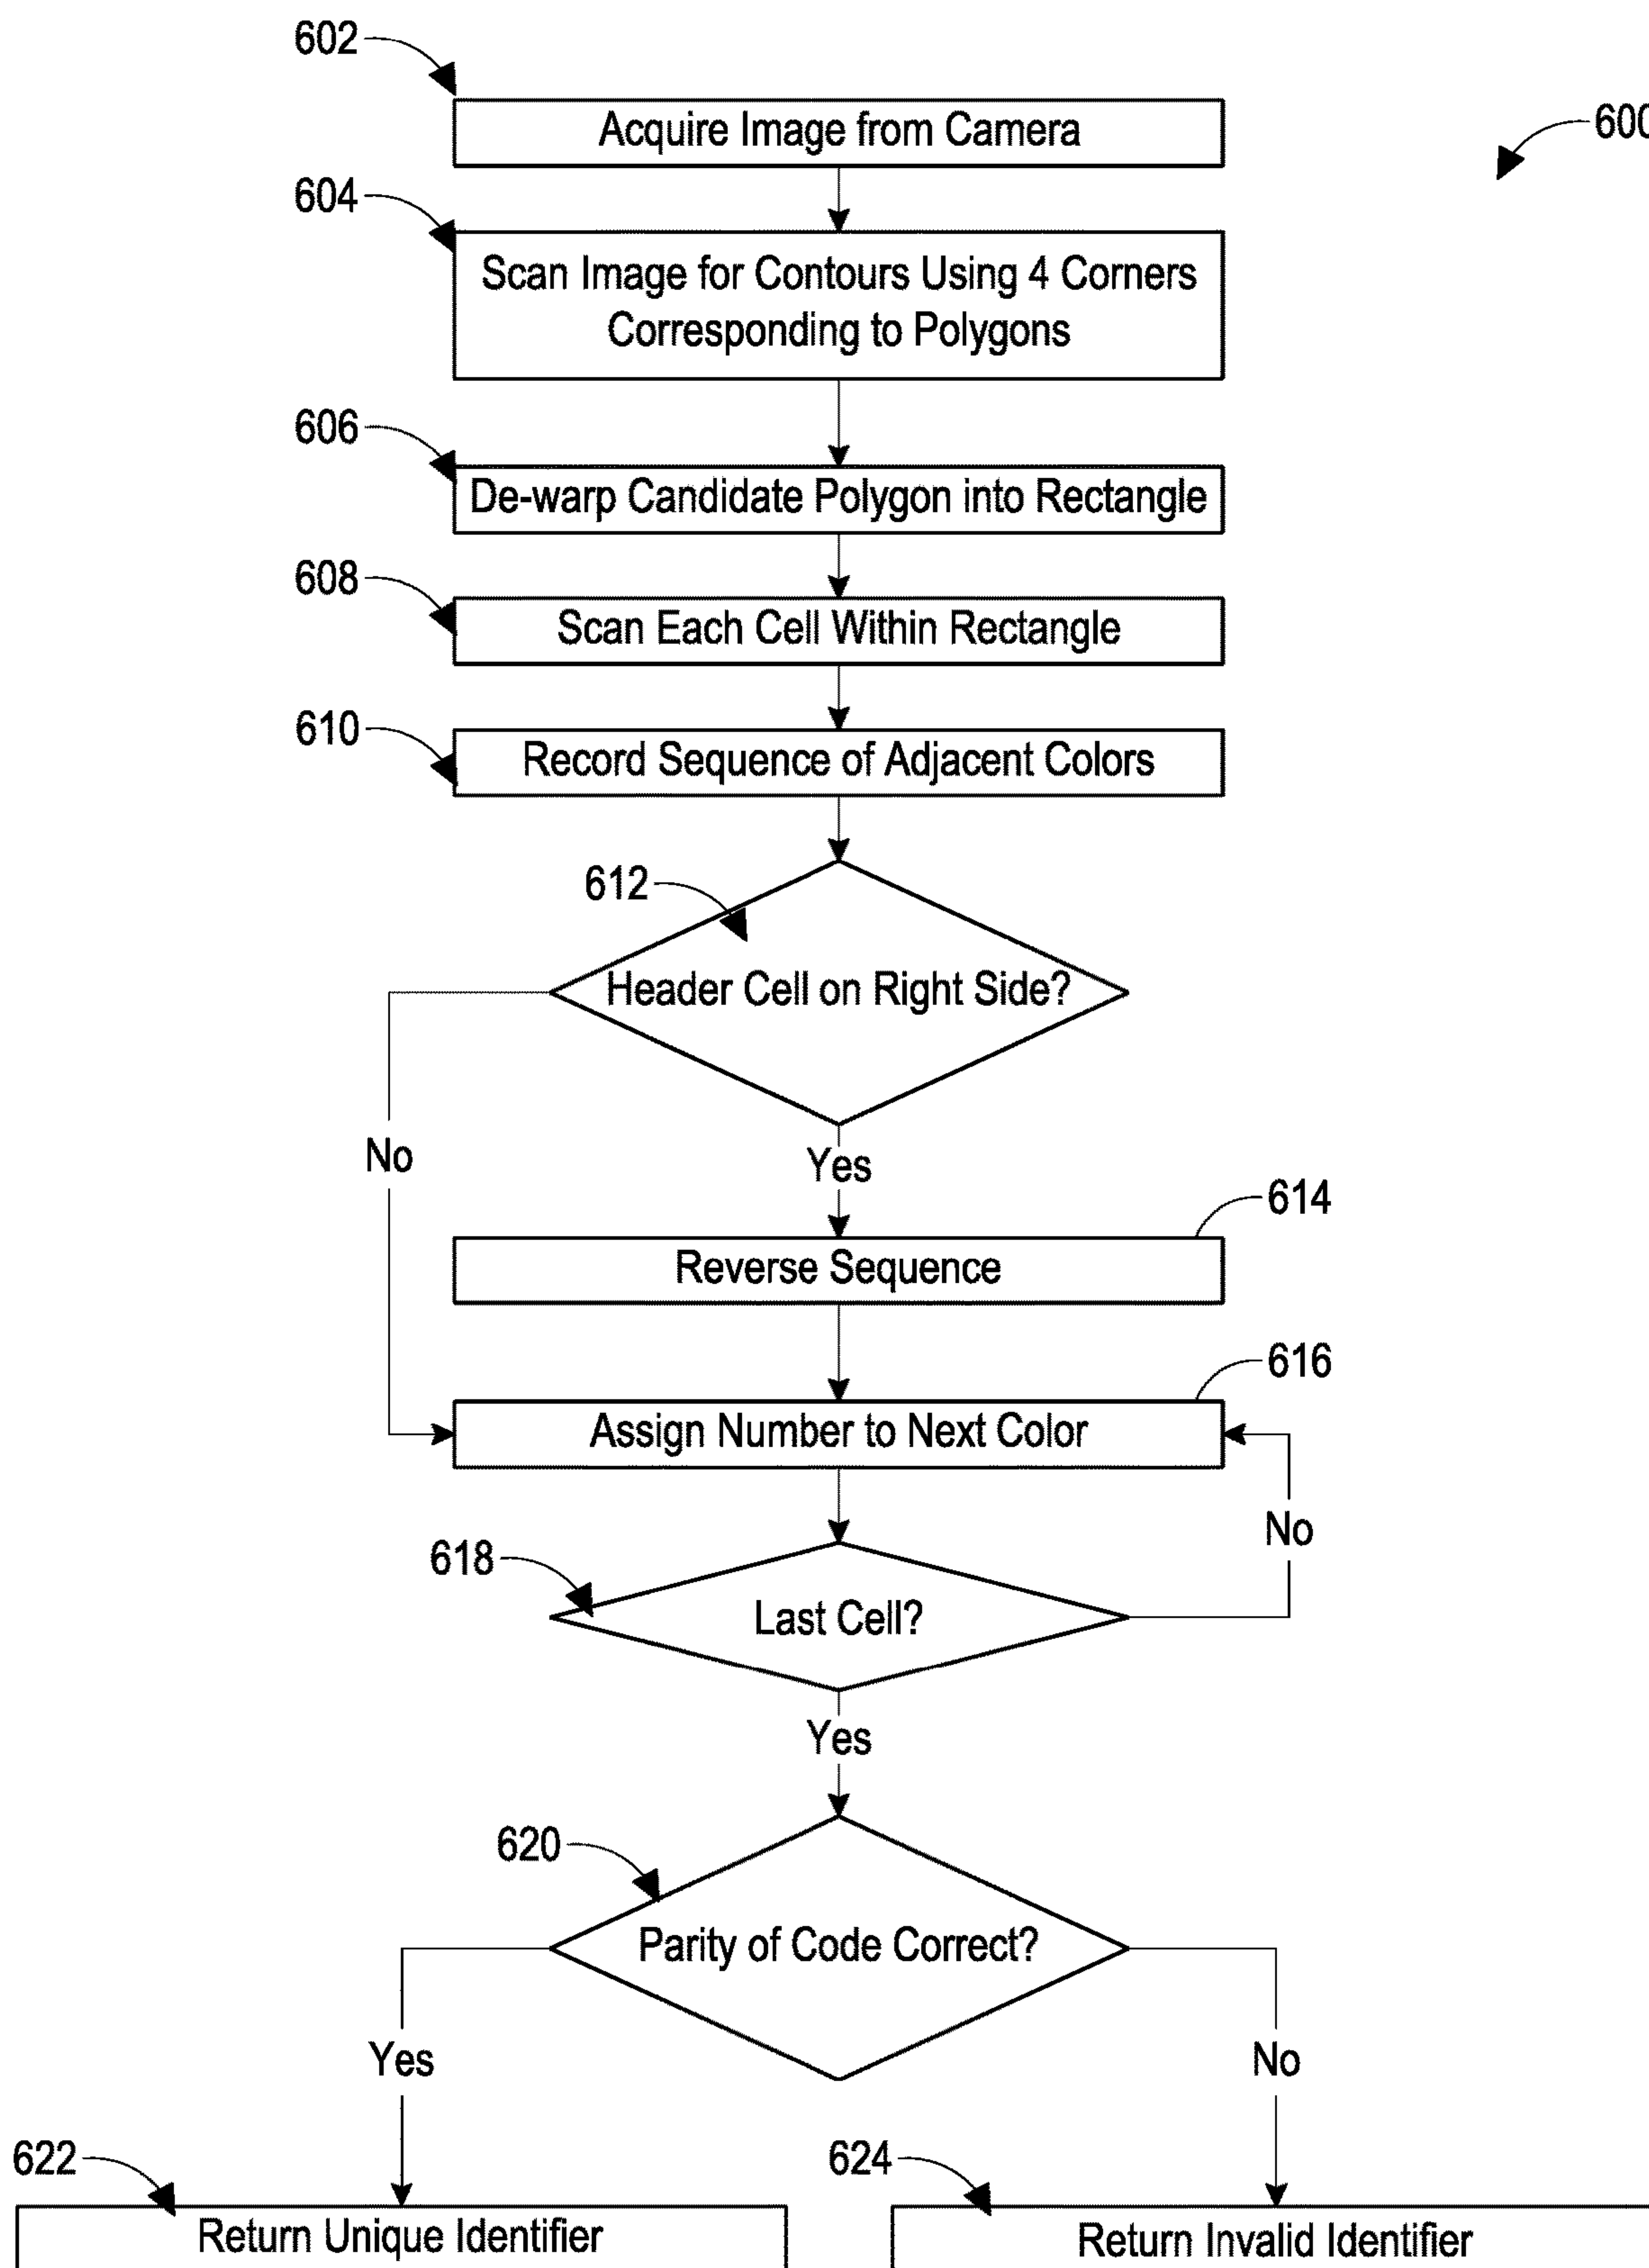 602
Acquire Image from Camera
600
604
Scan Image for Contours Using 4 Corners
Corresponding to Polygons
606
De-warp Candidate Polygon into Rectangle
608
Scan Each Cell Within Rectangle
610
Record Sequence of Adjacent Colors
612
Header Cell on Right Side?
No
Yes
614
Reverse Sequence
616
Assign Number to Next Color
No
618
Last Cell?
Yes
620
Parity of Code Correct?
Yes
No
622
624
Return Unique Identifier
Return Invalid Identifier